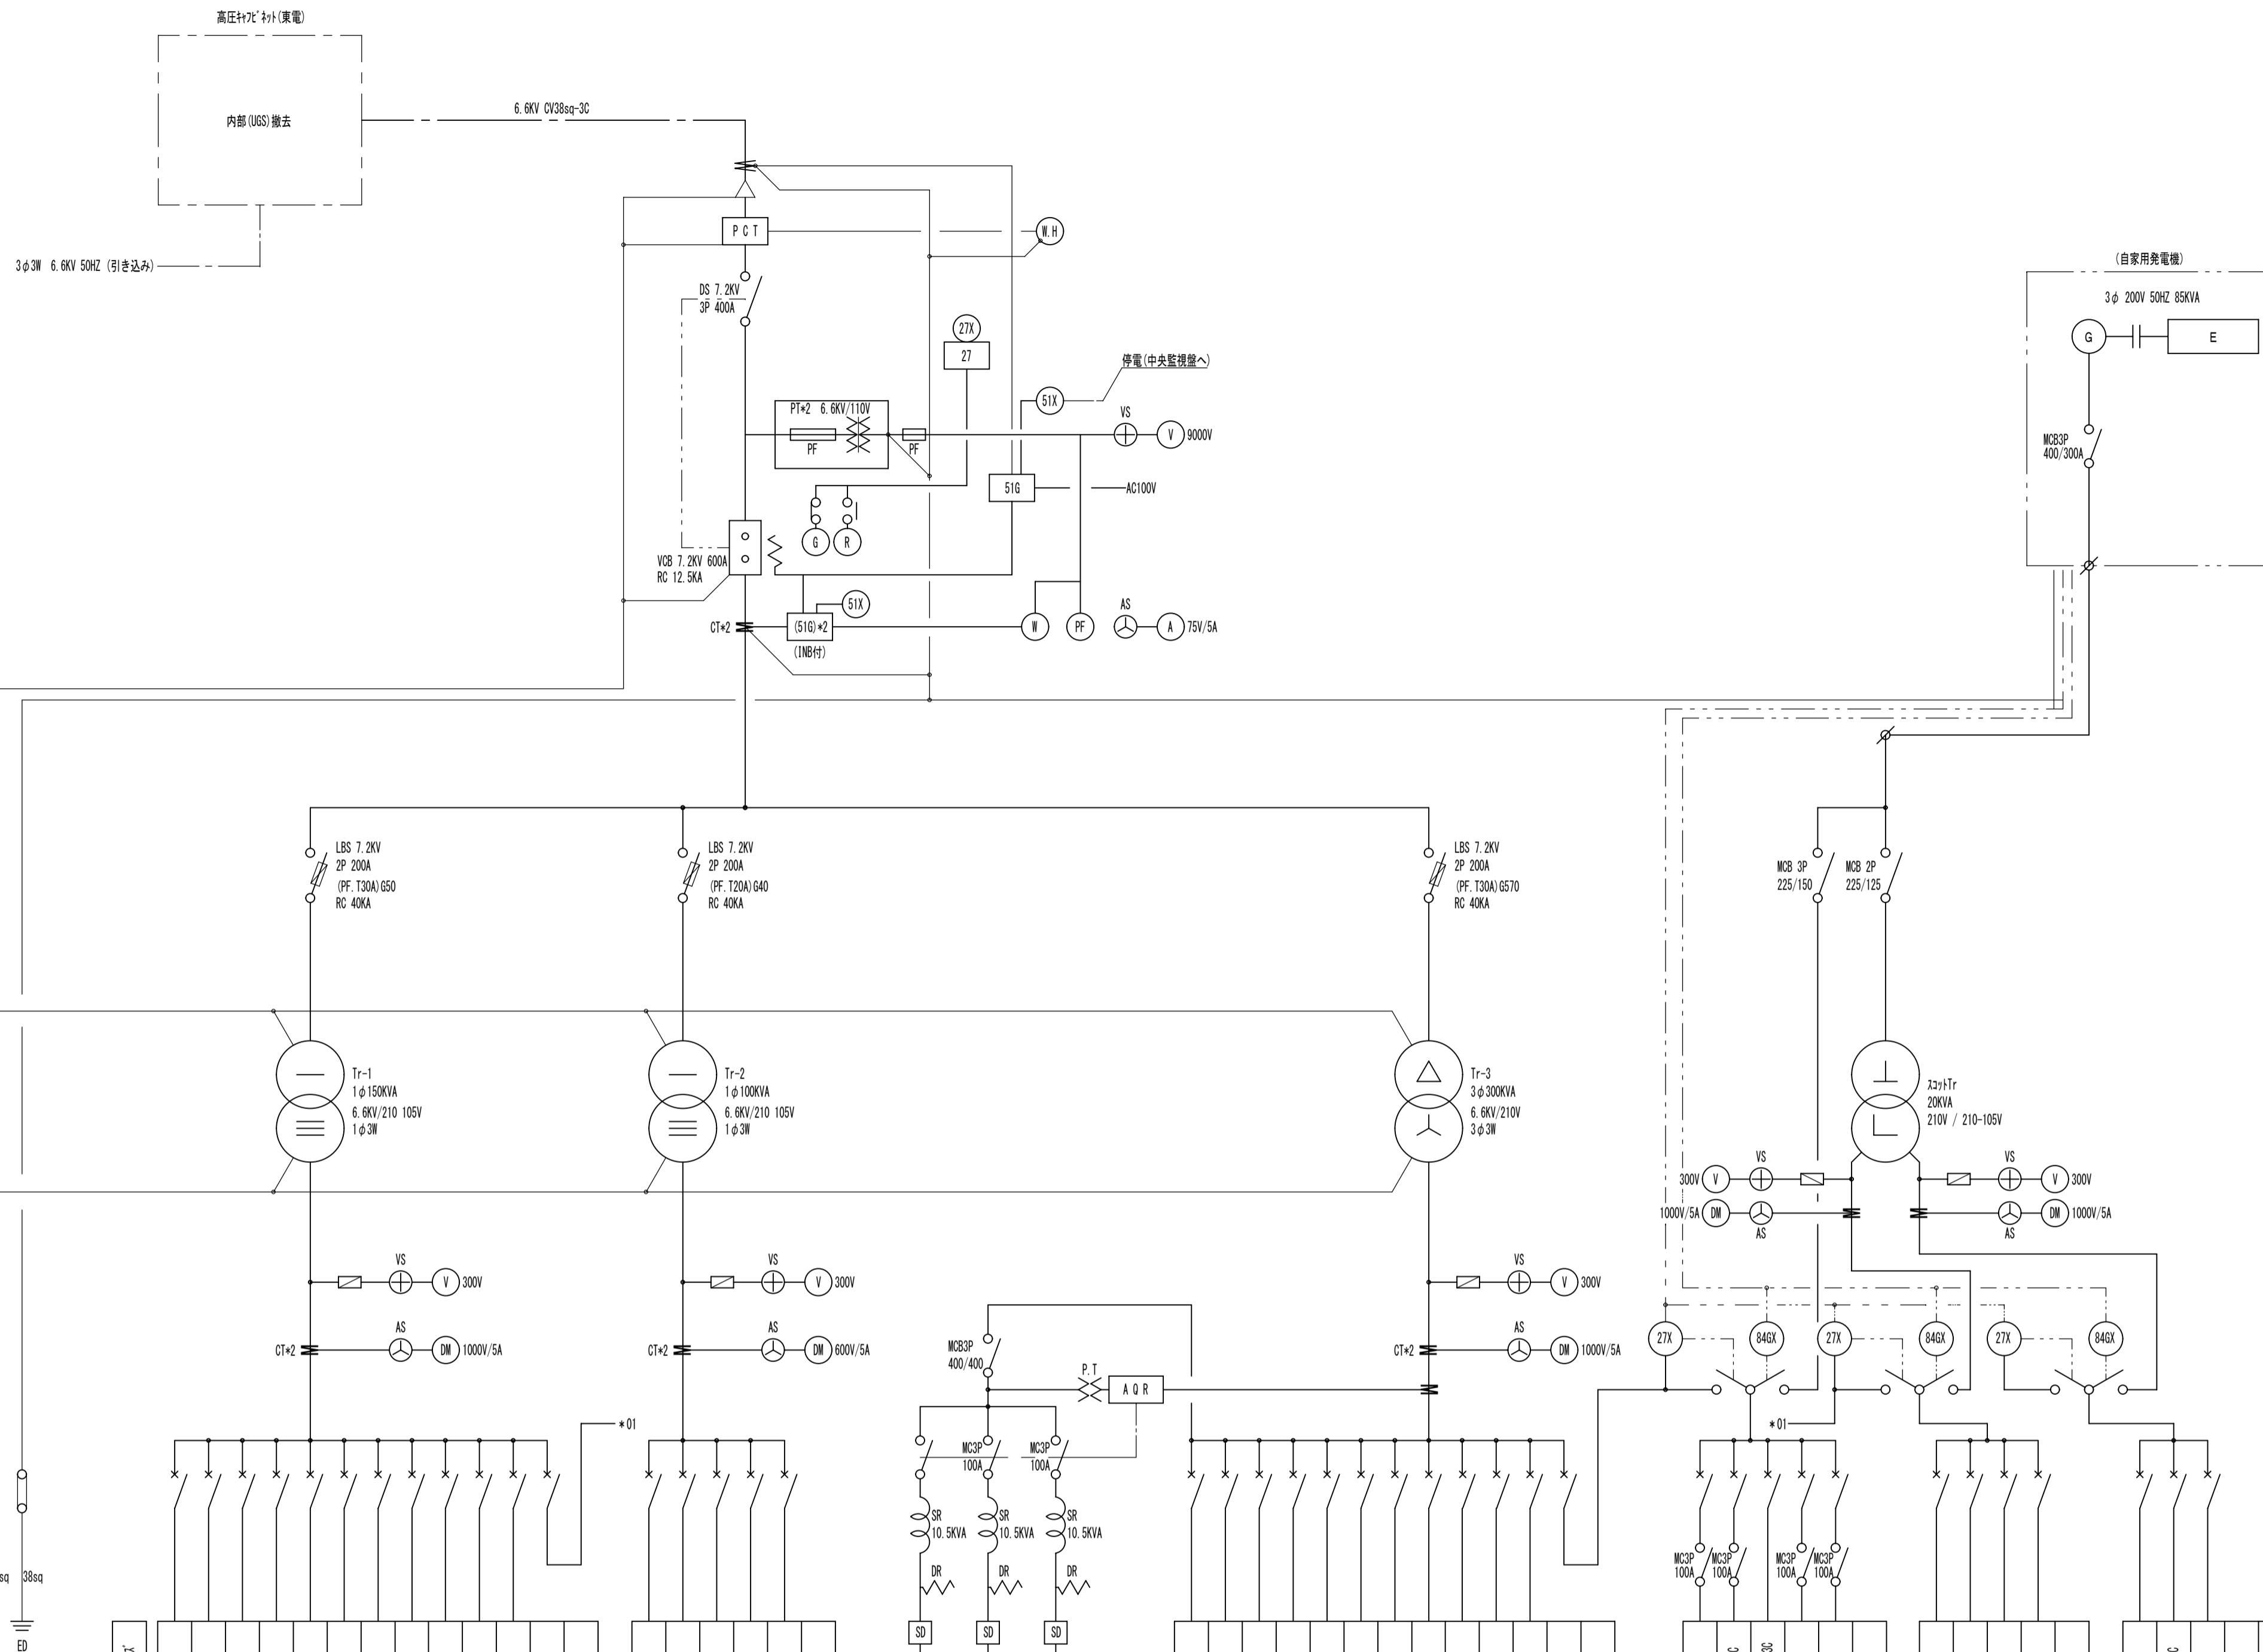 高圧ｷｬﾌﾋﾞﾈｯﾄ(東電)
内部(UGS)撤去
6.6KV CV38sq-3C
3φ3W 6.6KV 50HZ (引き込み)
P C T
W.H
DS 7.2KV
3P 400A
27X
27
停電(中央監視盤へ)
51X
PT*2 6.6KV/110V
PF
PF
VS
V
9000V
51G
AC100V
G
R
VCB 7.2KV 600A
RC 12.5KA
51X
CT*2
(51G)*2
(INB付)
W
PF
AS
A
75V/5A
(自家用発電機)
3φ 200V 50HZ 85KVA
G
E
MCB3P
400/300A
LBS 7.2KV
2P 200A
(PF.T30A)G50
RC 40KA
LBS 7.2KV
2P 200A
(PF.T20A)G40
RC 40KA
LBS 7.2KV
2P 200A
(PF.T30A)G570
RC 40KA
MCB 3P
225/150
MCB 2P
225/125
Tr-1
1φ150KVA
6.6KV/210 105V
1φ3W
Tr-2
1φ100KVA
6.6KV/210 105V
1φ3W
Tr-3
3φ300KVA
6.6KV/210V
3φ3W
ｽｺｯﾄTr
20KVA
210V / 210-105V
VS
300V
V
DM
1000V/5A
AS
VS
V
300V
DM
1000V/5A
AS
VS
V
300V
CT*2
AS
DM
1000V/5A
VS
V
300V
CT*2
AS
DM
600V/5A
VS
V
300V
CT*2
AS
DM
1000V/5A
MCB3P
400/400
P.T
A Q R
27X
84GX
27X
84GX
27X
84GX
*01
*01
MC3P
100A
MC3P
100A
SR
10.5KVA
SR
10.5KVA
SR
10.5KVA
DR
DR
DR
SD
SD
SD
MC3P
100A
MC3P
100A
MC3P
100A
MC3P
100A
sq
38sq
ED